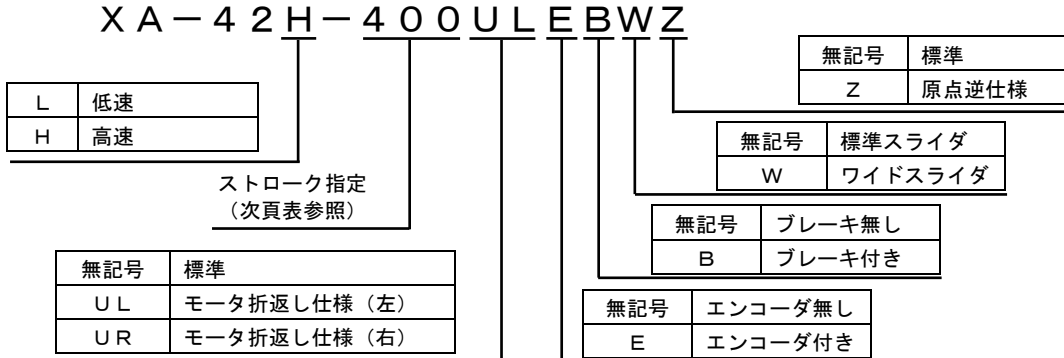 ＸＡ－４２Ｈ－４００ＵＬＥＢＷＺ
無記号 標準
Ｚ 原点逆仕様
Ｌ 低速
Ｈ 高速
無記号 標準スライダ
Ｗ ワイドスライダ
ストローク指定
（次頁表参照）
無記号 ブレーキ無し
Ｂ ブレーキ付き
無記号 標準
ＵＬ モータ折返し仕様（左）
ＵＲ モータ折返し仕様（右）
無記号 エンコーダ無し
Ｅ エンコーダ付き